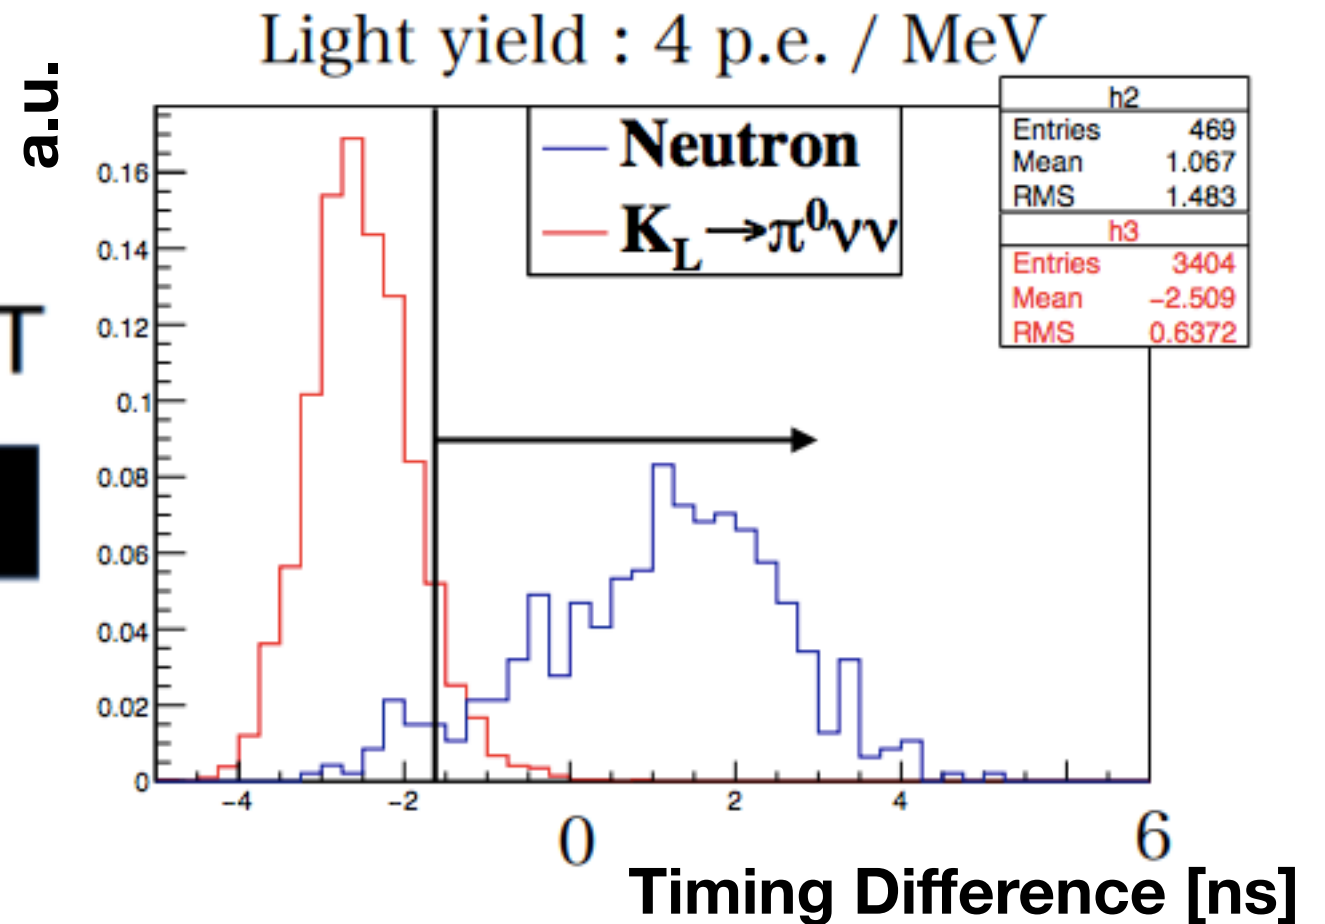 Light yield : 4 p.e. / MeV
a.u.
T
Neutron
K_L→π⁰νν
h2
Entries 469
Mean 1.067
RMS 1.483
h3
Entries 3404
Mean −2.509
RMS 0.6372
0.16
0.14
0.12
0.1
0.08
0.06
0.04
0.02
0
−4 −2 2 4
0 6
Timing Difference [ns]